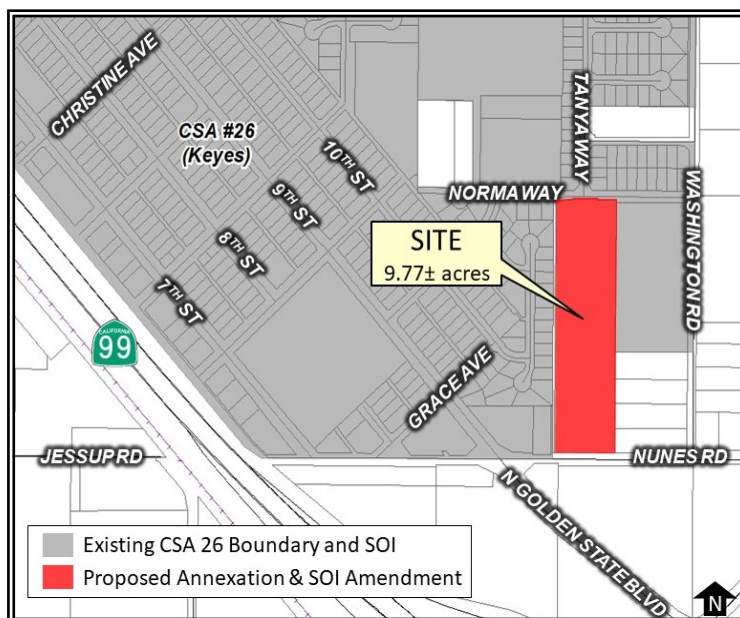 CHRISTINE AVE
CSA #26
(Keyes)
10TH ST
9TH ST
8TH ST
7TH ST
TANYA WAY
NORMA WAY
WASHINGTON RD
SITE
9.77± acres
CALIFORNIA
99
GRACE AVE
JESSUP RD
NUNES RD
N GOLDEN STATE BLVD
Existing CSA 26 Boundary and SOI
Proposed Annexation & SOI Amendment
N